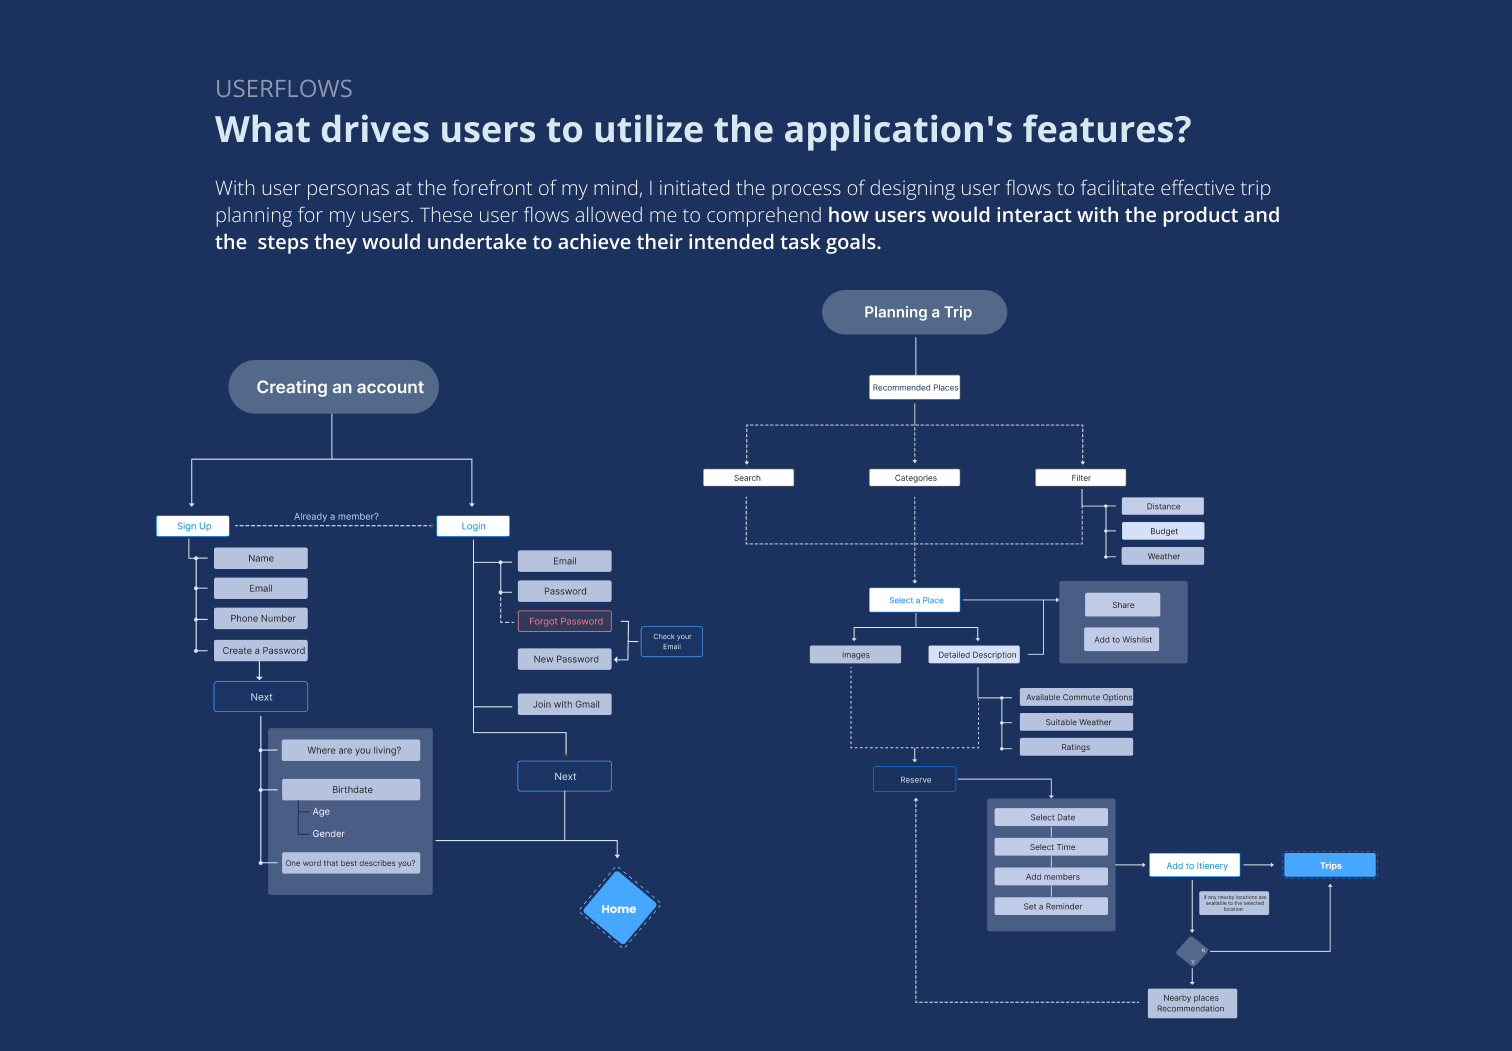 USERFLOWS
What drives users to utilize the application's features?
With user personas at the forefront of my mind, I initiated the process of designing user flows to facilitate effective trip
planning for my users. These user flows allowed me to comprehend how users would interact with the product and
the  steps they would undertake to achieve their intended task goals.
Creating an account
Sign Up
Already a member?
Login
Name
Email
Phone Number
Create a Password
Next
Where are you living?
Birthdate
Age
Gender
One word that best describes you?
Email
Password
Forgot Password
Check your
Email
New Password
Join with Gmail
Next
Home
Planning a Trip
Recommended Places
Search
Categories
Filter
Distance
Budget
Weather
Select a Place
Share
Add to Wishlist
Images
Detailed Description
Available Commute Options
Suitable Weather
Ratings
Reserve
Select Date
Select Time
Add members
Set a Reminder
Add to Itienery
Trips
If any nearby locations are
available to the selected
location
N
Y
Nearby places
Recommendation